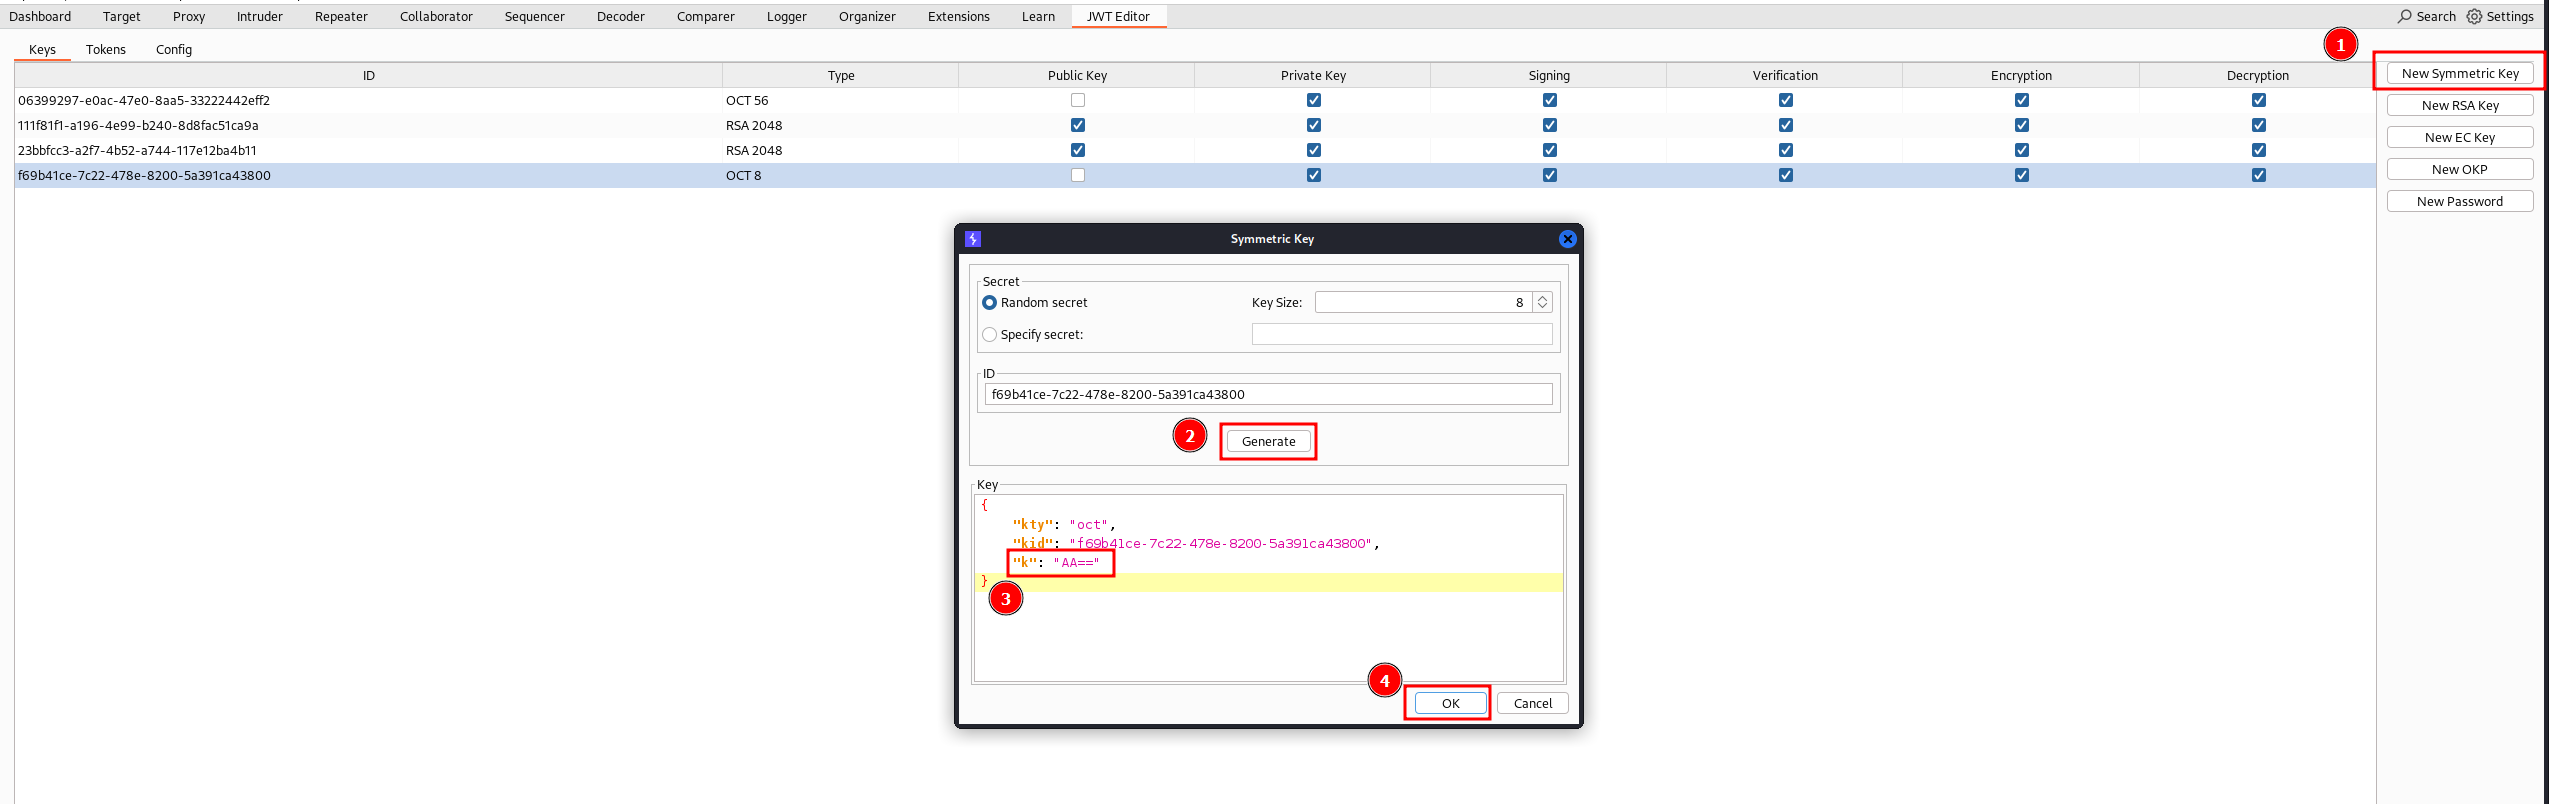 Dashboard Target Proxy Intruder Repeater Collaborator Sequencer Decoder Comparer Logger Organizer Extensions Learn JWT Editor Search Settings
Keys Tokens Config
1
ID Type Public Key Private Key Signing Verification Encryption Decryption New Symmetric Key
06399297-e0ac-47e0-8aa5-33222442eff2 OCT 56
New RSA Key
111f81f1-a196-4e99-b240-8d8fac51ca9a RSA 2048
New EC Key
23bbfcc3-a2f7-4b52-a744-117e12ba4b11 RSA 2048
New OKP
f69b41ce-7c22-478e-8200-5a391ca43800 OCT 8
New Password
Symmetric Key
Secret
Random secret Key Size: 8
Specify secret:
ID
f69b41ce-7c22-478e-8200-5a391ca43800
2 Generate
Key
{
"kty": "oct",
"kid": "f69b41ce-7c22-478e-8200-5a391ca43800",
"k": "AA=="
}
3
4
OK Cancel